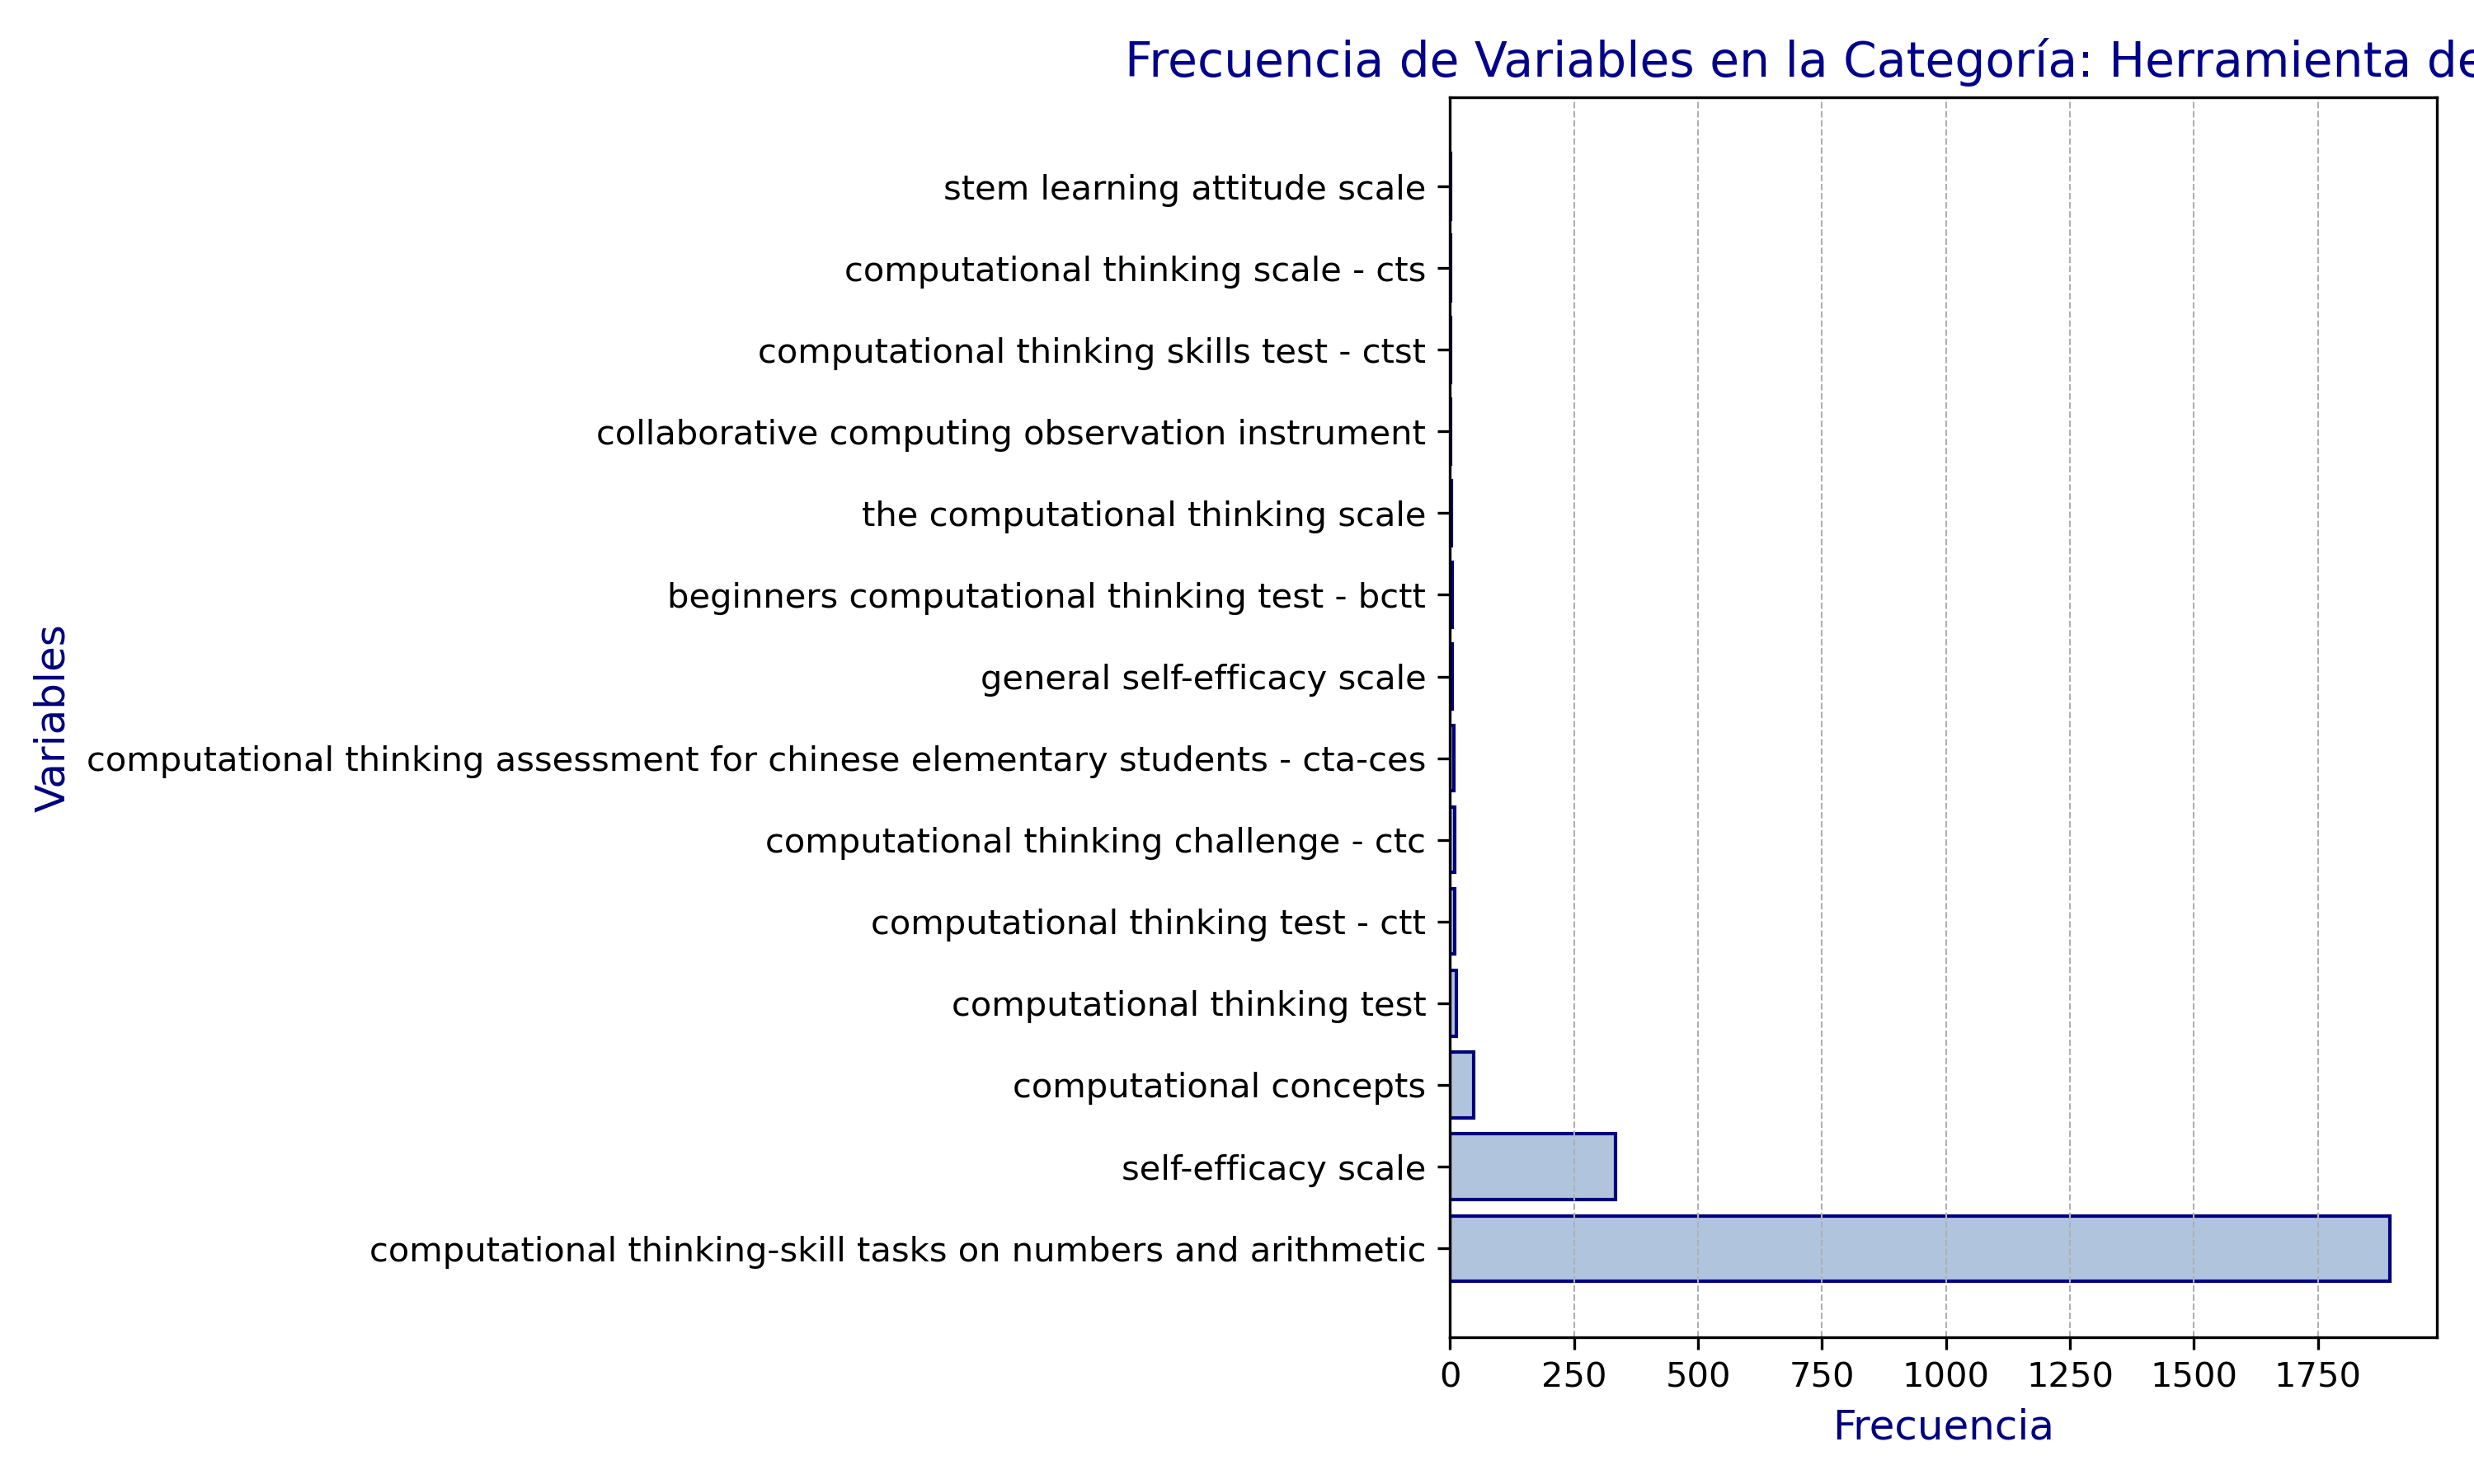 Frecuencia de Variables en la Categoría: Herramienta de
stem learning attitude scale
computational thinking scale - cts
computational thinking skills test - ctst
collaborative computing observation instrument
the computational thinking scale
beginners computational thinking test - bctt
general self-efficacy scale
computational thinking assessment for chinese elementary students - cta-ces
computational thinking challenge - ctc
computational thinking test - ctt
computational thinking test
computational concepts
self-efficacy scale
computational thinking-skill tasks on numbers and arithmetic
Variables
0 250 500 750 1000 1250 1500 1750
Frecuencia